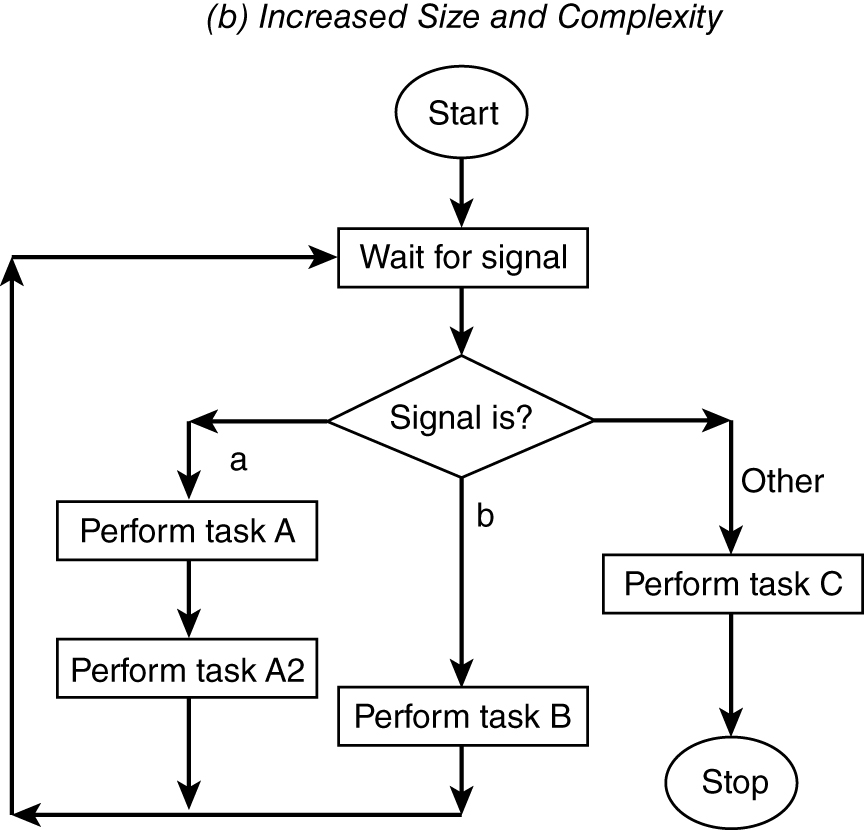 (b) Increased Size and Complexity
Start
Wait for signal
Signal is?
a
b
Other
Perform task A
Perform task C
Perform task A2
Perform task B
Stop